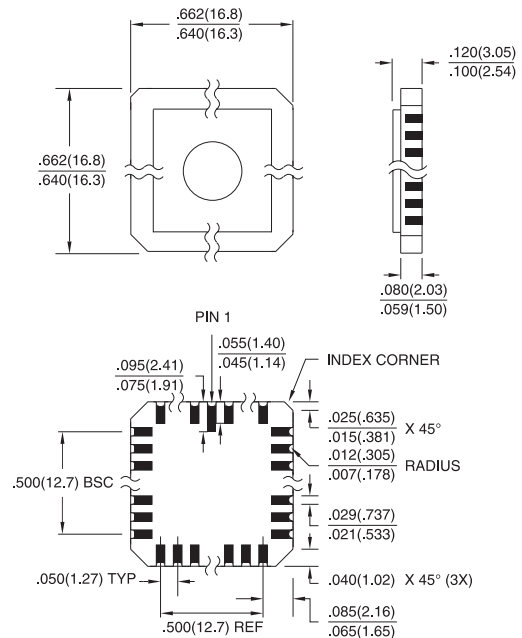 .662(16.8)
.640(16.3)
.120(3.05)
.100(2.54)
.662(16.8)
.640(16.3)
.080(2.03)
.059(1.50)
PIN 1
.055(1.40)
.045(1.14)
.095(2.41)
.075(1.91)
INDEX CORNER
.025(.635)
.015(.381)
X 45°
.012(.305)
.007(.178)
RADIUS
.500(12.7) BSC
.029(.737)
.021(.533)
.050(1.27) TYP
.040(1.02) X 45° (3X)
.085(2.16)
.065(1.65)
.500(12.7) REF